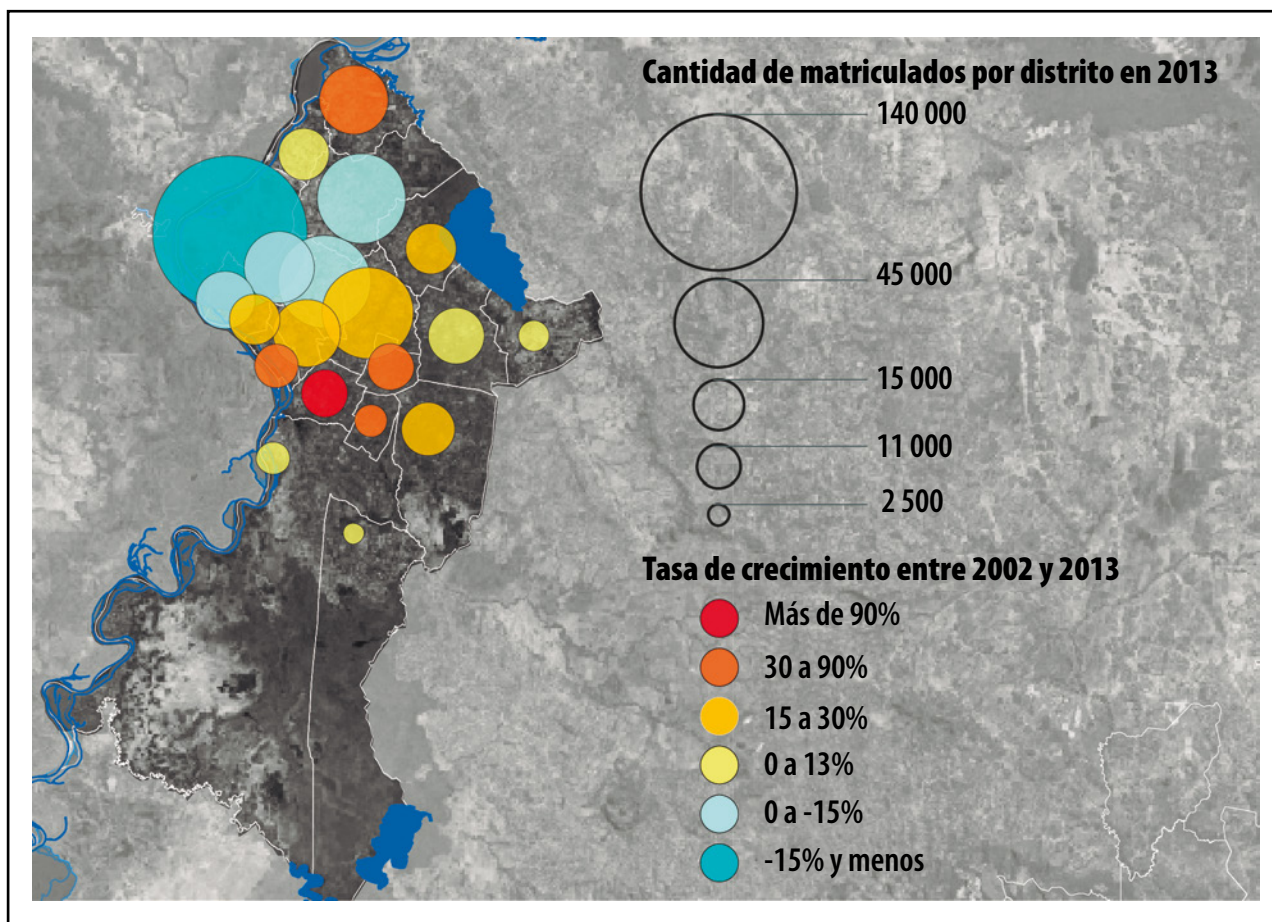 Cantidad de matriculados por distrito en 2013
140 000
45 000
15 000
11 000
2 500
Tasa de crecimiento entre 2002 y 2013
Más de 90%
30 a 90%
15 a 30%
0 a 13%
0 a -15%
-15% y menos